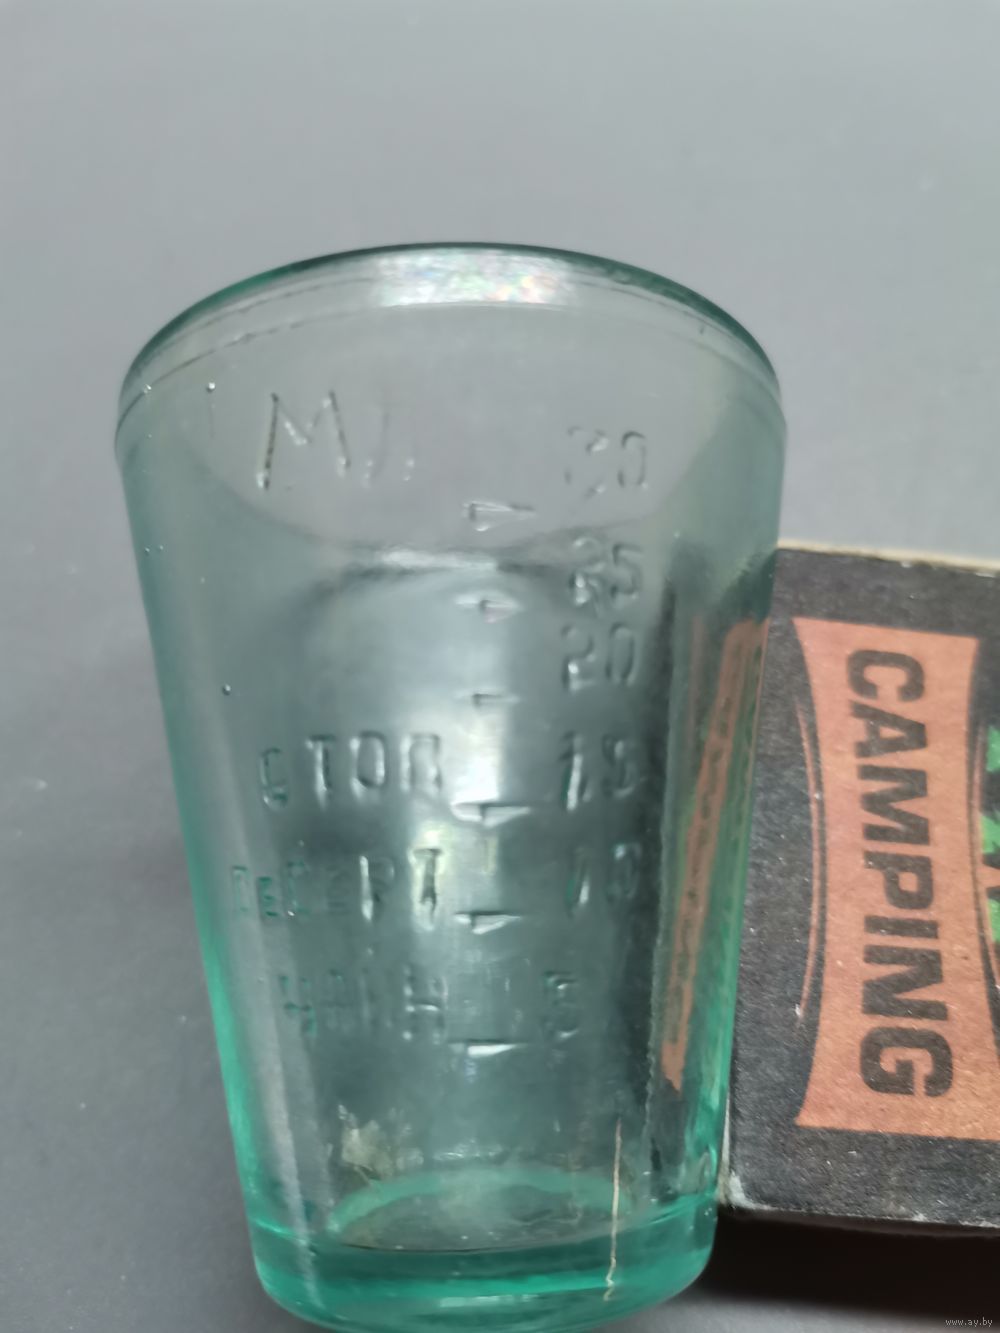 Мл 30
25
20
СТОЛ 15
ДЕСЕРТ 10
ЧАЙН 5
CAMPING
www.ay.by